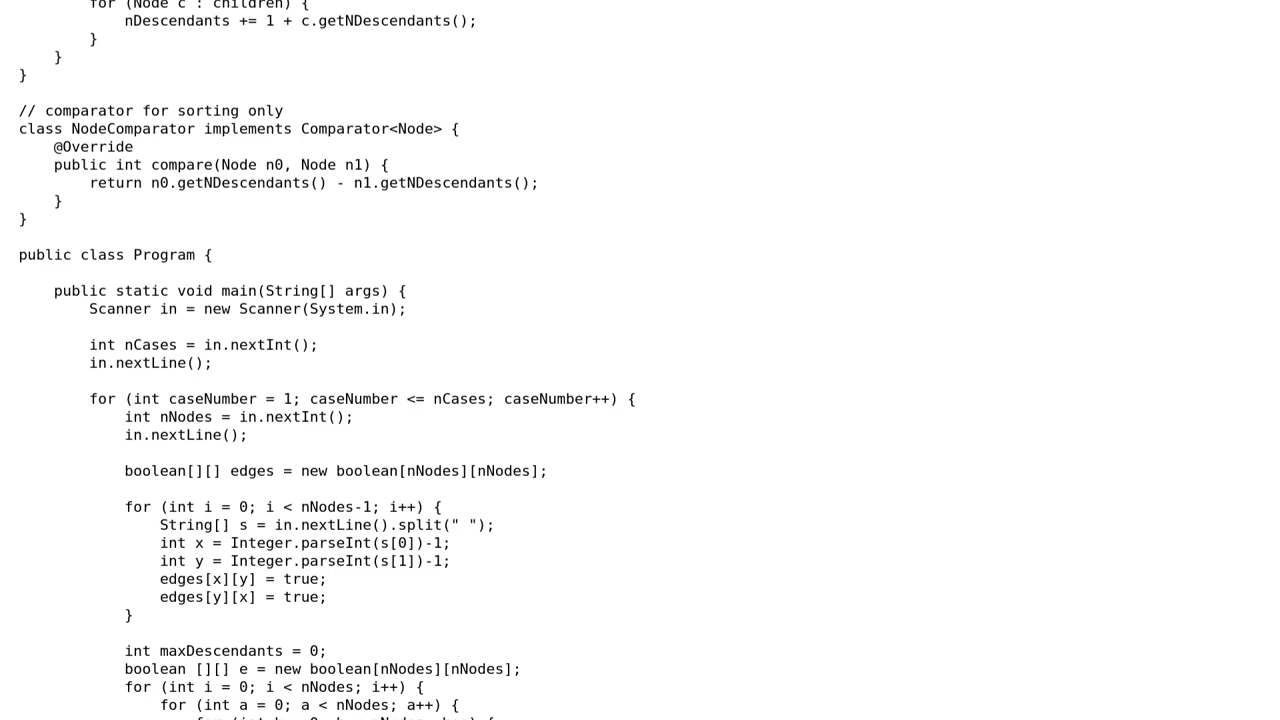 for (Node c : children) {
nDescendants += 1 + c.getNDescendants();
}
}
}
// comparator for sorting only
class NodeComparator implements Comparator<Node> {
@Override
public int compare(Node n0, Node n1) {
return n0.getNDescendants() - n1.getNDescendants();
}
}
public class Program {
public static void main(String[] args) {
Scanner in = new Scanner(System.in);
int nCases = in.nextInt();
in.nextLine();
for (int caseNumber = 1; caseNumber <= nCases; caseNumber++) {
int nNodes = in.nextInt();
in.nextLine();
boolean[][] edges = new boolean[nNodes][nNodes];
for (int i = 0; i < nNodes-1; i++) {
String[] s = in.nextLine().split(" ");
int x = Integer.parseInt(s[0])-1;
int y = Integer.parseInt(s[1])-1;
edges[x][y] = true;
edges[y][x] = true;
}
int maxDescendants = 0;
boolean [][] e = new boolean[nNodes][nNodes];
for (int i = 0; i < nNodes; i++) {
for (int a = 0; a < nNodes; a++) {